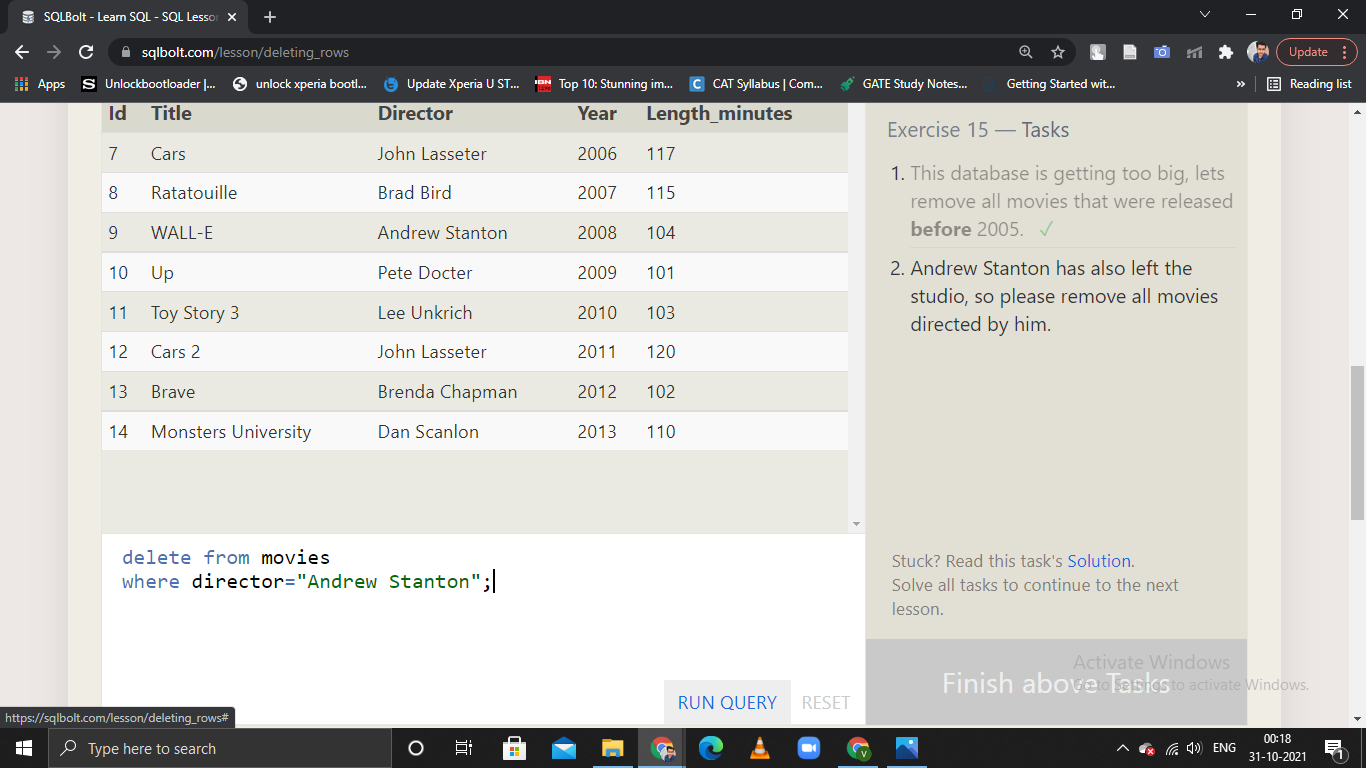 SQLBolt - Learn SQL - SQL Lesson
sqlbolt.com/lesson/deleting_rows
Update
Apps
Unlockbootloader |...
unlock xperia bootl...
Update Xperia U ST...
Top 10: Stunning im...
CAT Syllabus | Com...
GATE Study Notes...
Getting Started wit...
»
Reading list
Id Title Director Year Length_minutes
7 Cars John Lasseter 2006 117
8 Ratatouille Brad Bird 2007 115
9 WALL-E Andrew Stanton 2008 104
10 Up Pete Docter 2009 101
11 Toy Story 3 Lee Unkrich 2010 103
12 Cars 2 John Lasseter 2011 120
13 Brave Brenda Chapman 2012 102
14 Monsters University Dan Scanlon 2013 110
delete from movies
where director="Andrew Stanton";
RUN QUERY RESET
Exercise 15 — Tasks
1. This database is getting too big, lets
remove all movies that were released
before 2005. ✓
2. Andrew Stanton has also left the
studio, so please remove all movies
directed by him.
Stuck? Read this task's Solution.
Solve all tasks to continue to the next
lesson.
Finish above Tasks
Activate Windows
Go to Settings to activate Windows.
https://sqlbolt.com/lesson/deleting_rows#
Type here to search
ENG
00:18
31-10-2021
1